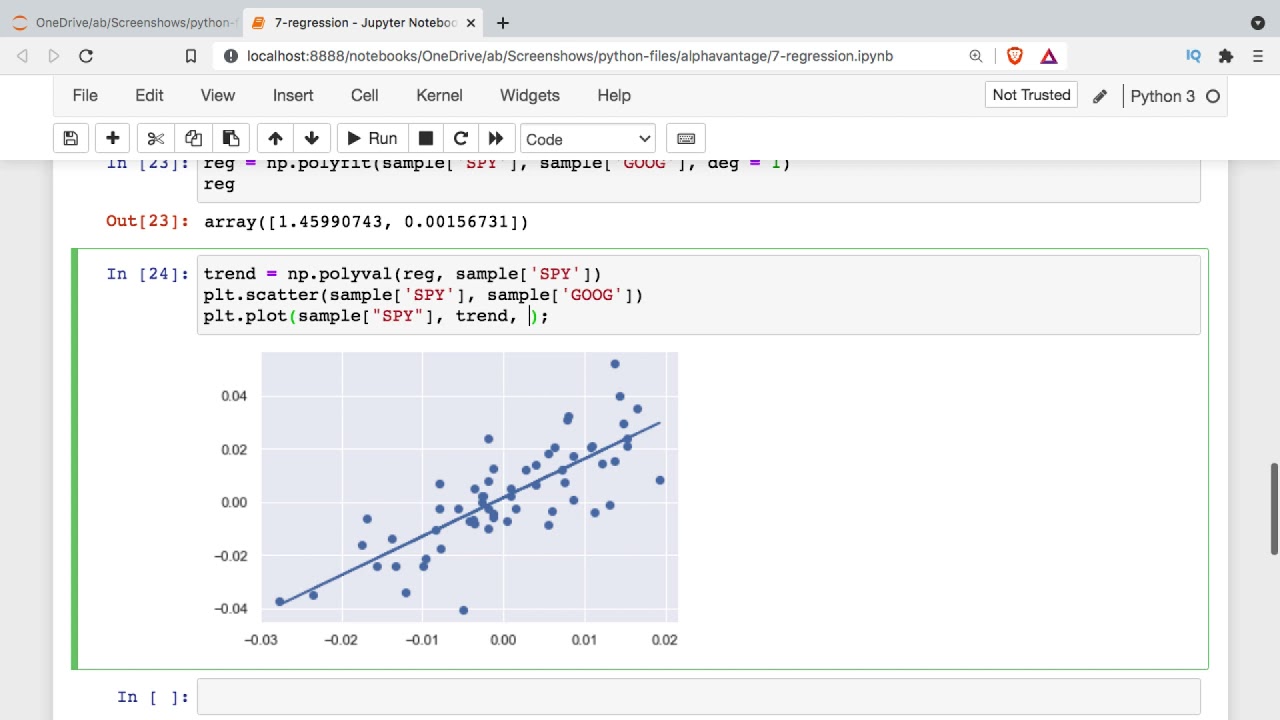 OneDrive/ab/Screenshows/python-f
7-regression - Jupyter Noteboo
localhost:8888/notebooks/OneDrive/ab/Screenshows/python-files/alphavantage/7-regression.ipynb
IQ
File Edit View Insert Cell Kernel Widgets Help
Not Trusted
Python 3
Run
Code
In [23]: reg = np.polyfit(sample['SPY'], sample['GOOG'], deg = 1)
reg
Out[23]: array([1.45990743, 0.00156731])
In [24]: trend = np.polyval(reg, sample['SPY'])
plt.scatter(sample['SPY'], sample['GOOG'])
plt.plot(sample["SPY"], trend, );
0.04
0.02
0.00
−0.02
−0.04
−0.03 −0.02 −0.01 0.00 0.01 0.02
In [ ]: